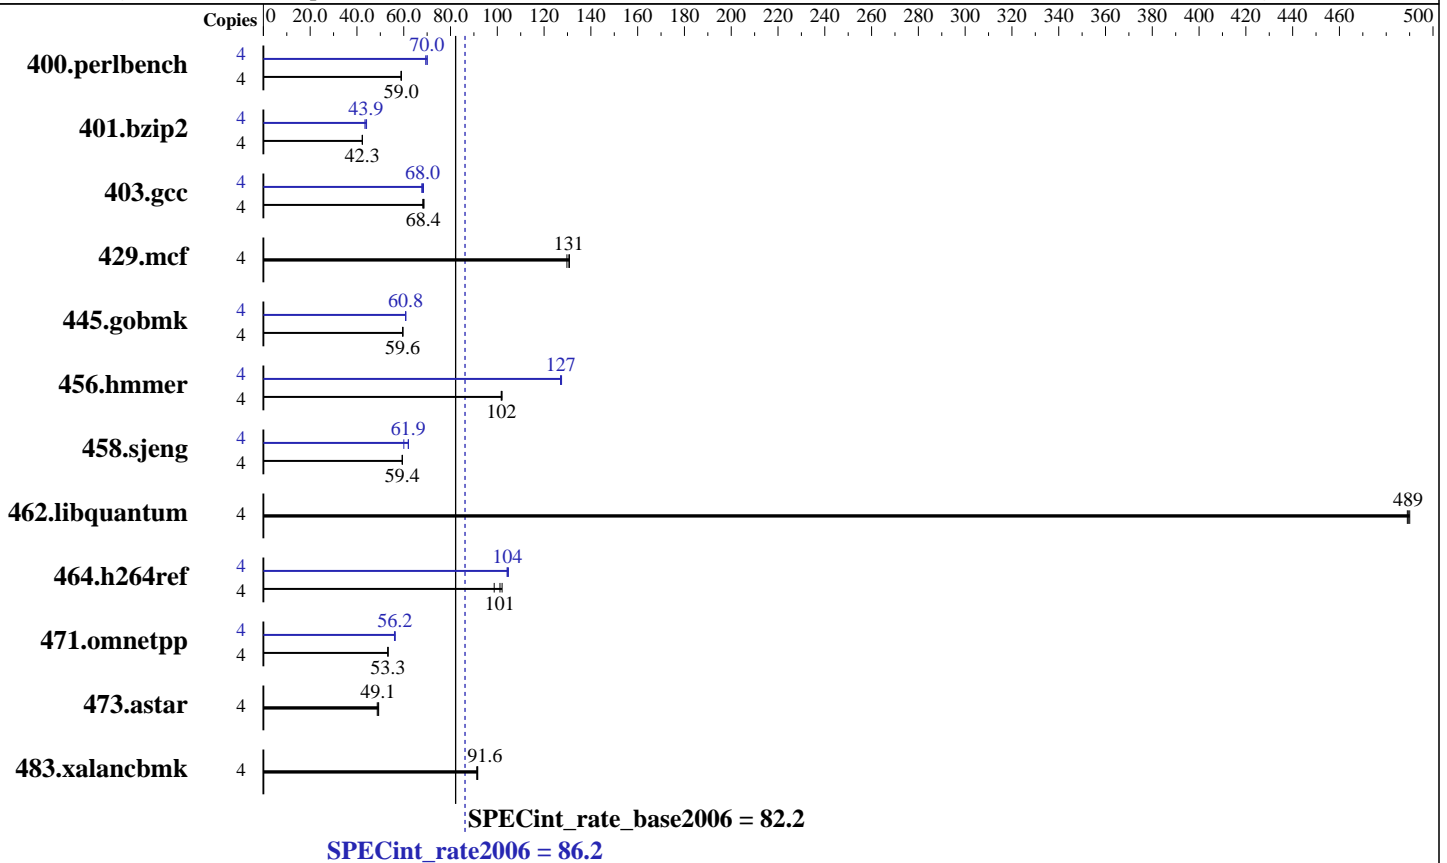 Copies 0 20.0 40.0 60.0 80.0 100 120 140 160 180 200 220 240 260 280 300 320 340 360 380 400 420 440 460 500
400.perlbench 4 70.0
4 59.0
401.bzip2 4 43.9
4 42.3
403.gcc 4 68.0
4 68.4
429.mcf 4 131
445.gobmk 4 60.8
4 59.6
456.hmmer 4 127
4 102
458.sjeng 4 61.9
4 59.4
462.libquantum 4 489
464.h264ref 4 104
4 101
471.omnetpp 4 56.2
4 53.3
473.astar 4 49.1
483.xalancbmk 4 91.6
SPECint_rate_base2006 = 82.2
SPECint_rate2006 = 86.2